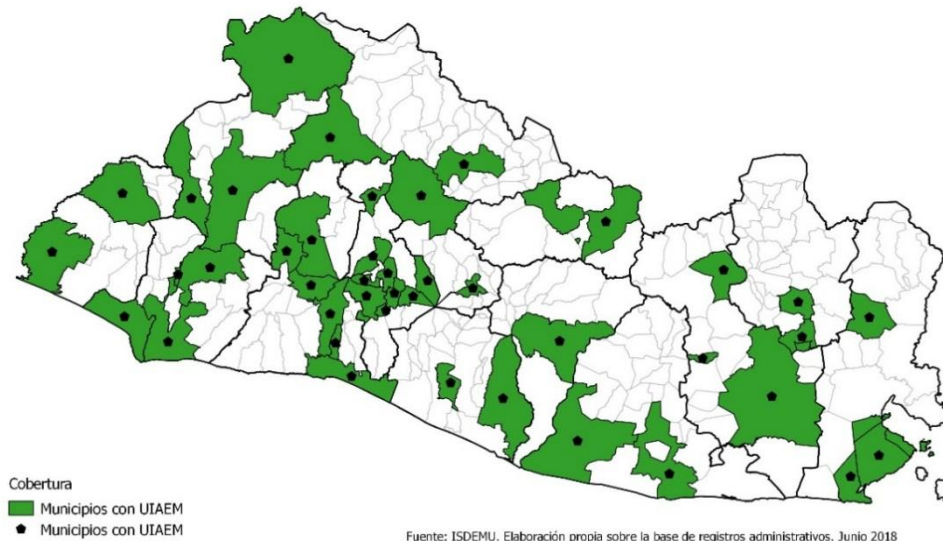 Cobertura
Municipios con UIAEM
Municipios con UIAEM
Fuente: ISDEMU. Elaboración propia sobre la base de registros administrativos. Junio 2018